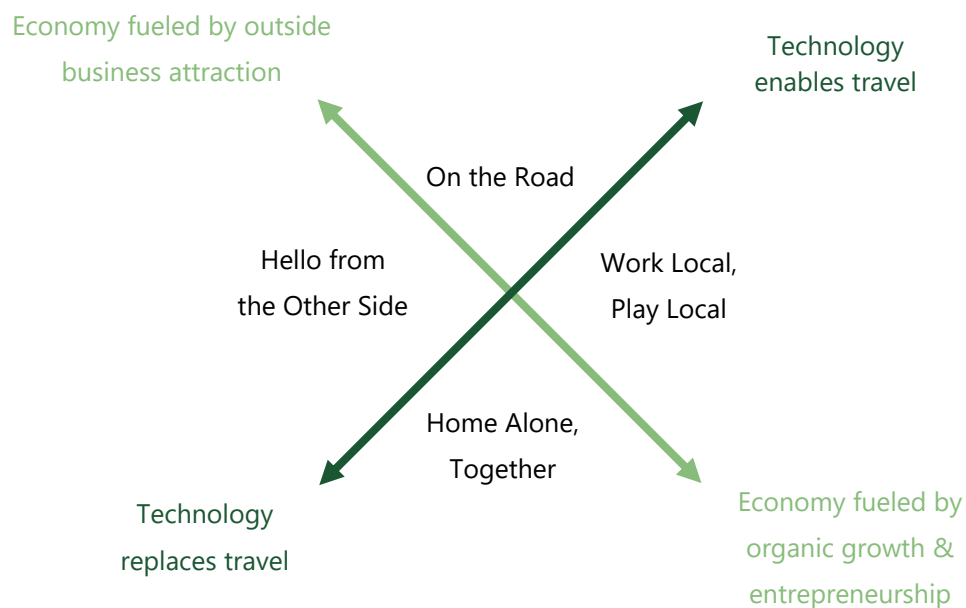 Economy fueled by outside
business attraction
Technology
enables travel
On the Road
Hello from
the Other Side
Work Local,
Play Local
Home Alone,
Together
Technology
replaces travel
Economy fueled by
organic growth &
entrepreneurship